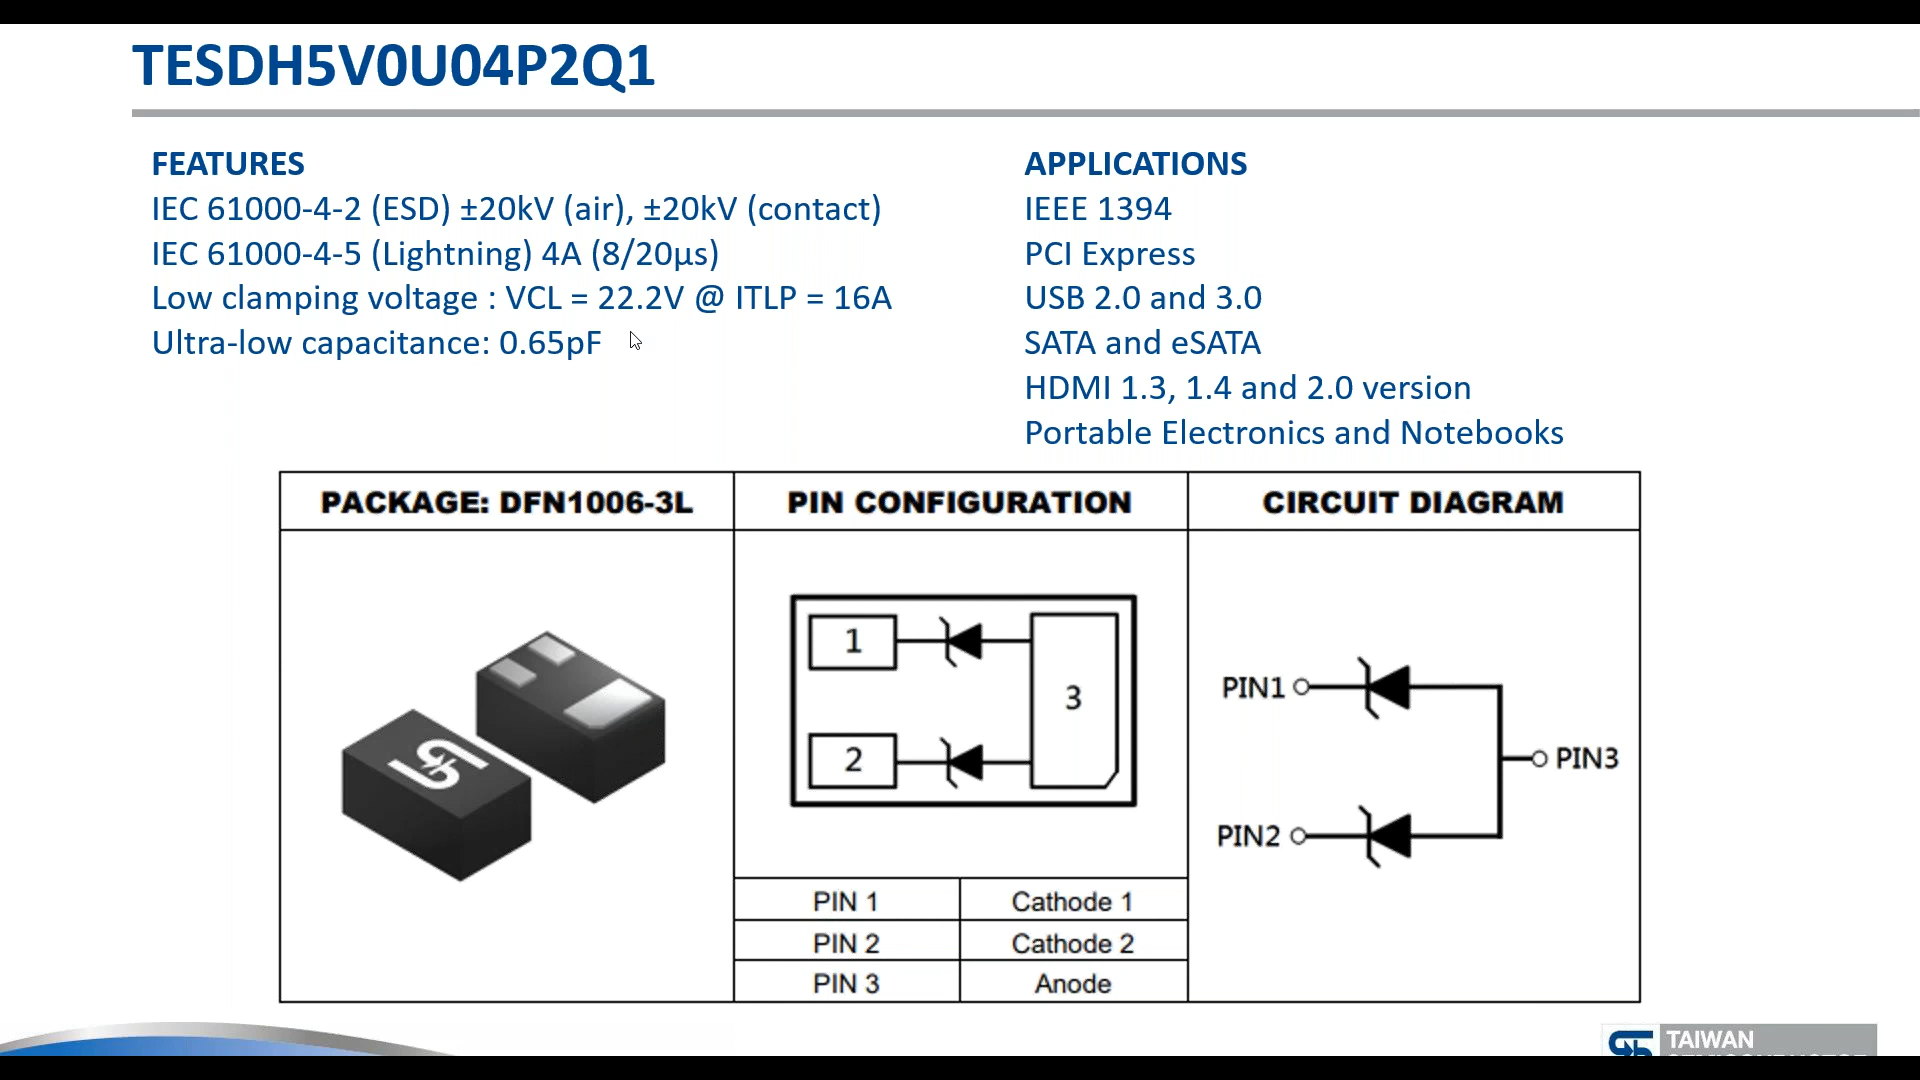 TESDH5V0U04P2Q1
FEATURES
IEC 61000-4-2 (ESD) ±20kV (air), ±20kV (contact)
IEC 61000-4-5 (Lightning) 4A (8/20µs)
Low clamping voltage : VCL = 22.2V @ ITLP = 16A
Ultra-low capacitance: 0.65pF
APPLICATIONS
IEEE 1394
PCI Express
USB 2.0 and 3.0
SATA and eSATA
HDMI 1.3, 1.4 and 2.0 version
Portable Electronics and Notebooks
PACKAGE: DFN1006-3L
PIN CONFIGURATION
1
2
3
PIN 1 Cathode 1
PIN 2 Cathode 2
PIN 3 Anode
CIRCUIT DIAGRAM
PIN1
PIN2
PIN3
TAIWAN